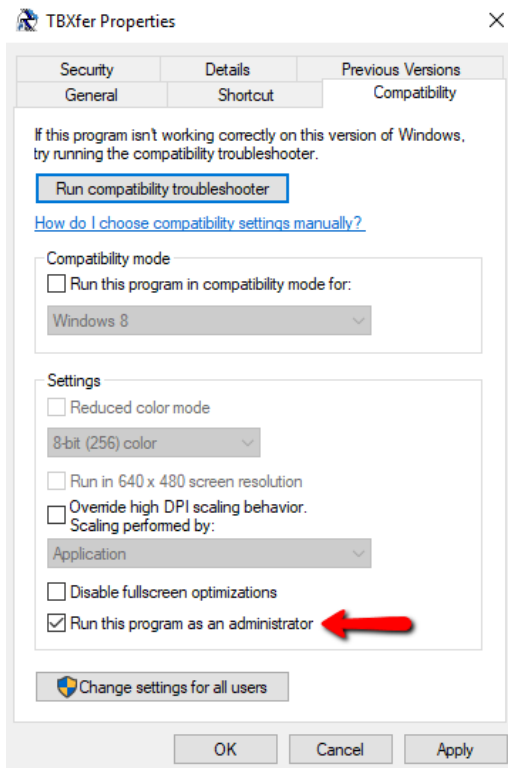 TBXfer Properties
Security Details Previous Versions
General Shortcut Compatibility
If this program isn't working correctly on this version of Windows,
try running the compatibility troubleshooter.
Run compatibility troubleshooter
How do I choose compatibility settings manually?
Compatibility mode
Run this program in compatibility mode for:
Windows 8
Settings
Reduced color mode
8-bit (256) color
Run in 640 x 480 screen resolution
Override high DPI scaling behavior.
Scaling performed by:
Application
Disable fullscreen optimizations
Run this program as an administrator
Change settings for all users
OK Cancel Apply